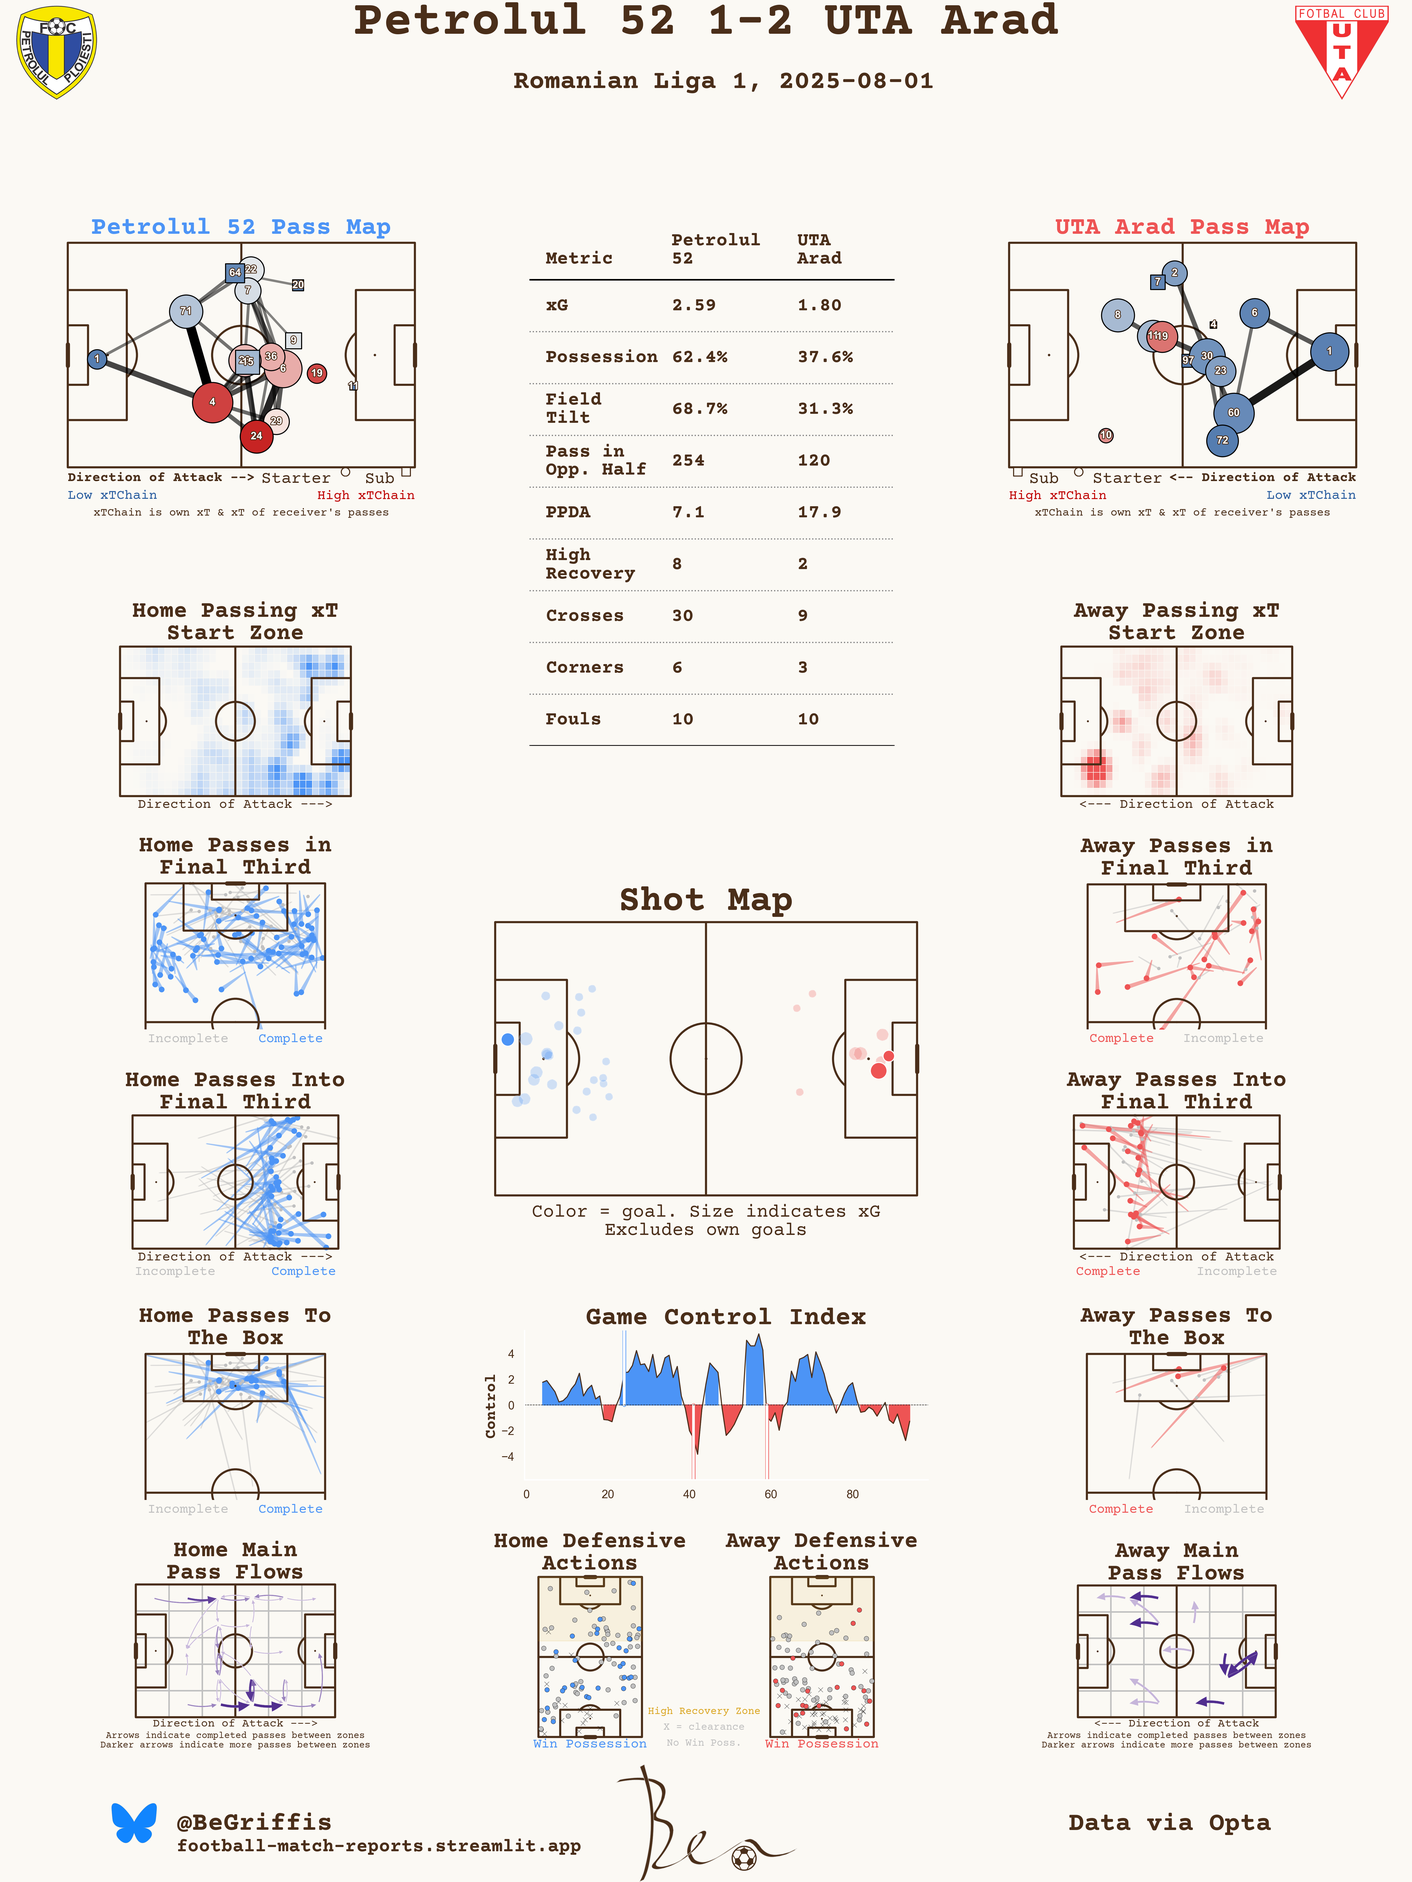 Petrolul 52 1-2 UTA Arad
Romanian Liga 1, 2025-08-01
FC
PETROLUL PLOIESTI
FOTBAL CLUB
UTA
Petrolul 52 Pass Map
64
22
7
20
71
9
1
36
15
6
19
11
4
29
24
Direction of Attack --> Starter Sub
Low xTChain High xTChain
xTChain is own xT & xT of receiver's passes
Metric Petrolul 52 UTA Arad
xG 2.59 1.80
Possession 62.4% 37.6%
Field Tilt 68.7% 31.3%
Pass in Opp. Half 254 120
PPDA 7.1 17.9
High Recovery 8 2
Crosses 30 9
Corners 6 3
Fouls 10 10
UTA Arad Pass Map
2
7
8
4
6
11
19
97
30
1
23
60
10
72
Sub Starter <-- Direction of Attack
High xTChain Low xTChain
xTChain is own xT & xT of receiver's passes
Home Passing xT
Start Zone
Direction of Attack --->
Away Passing xT
Start Zone
<--- Direction of Attack
Home Passes in
Final Third
Incomplete Complete
Away Passes in
Final Third
Complete Incomplete
Shot Map
Color = goal. Size indicates xG
Excludes own goals
Home Passes Into
Final Third
Direction of Attack --->
Incomplete Complete
Away Passes Into
Final Third
<--- Direction of Attack
Complete Incomplete
Home Passes To
The Box
Incomplete Complete
Game Control Index
Control
4
2
0
−2
−4
0 20 40 60 80
Away Passes To
The Box
Complete Incomplete
Home Main
Pass Flows
Direction of Attack --->
Arrows indicate completed passes between zones
Darker arrows indicate more passes between zones
Home Defensive
Actions
Win Possession
High Recovery Zone
X = clearance
No Win Poss.
Away Defensive
Actions
Win Possession
Away Main
Pass Flows
<--- Direction of Attack
Arrows indicate completed passes between zones
Darker arrows indicate more passes between zones
@BeGriffis
football-match-reports.streamlit.app
Ben
Data via Opta